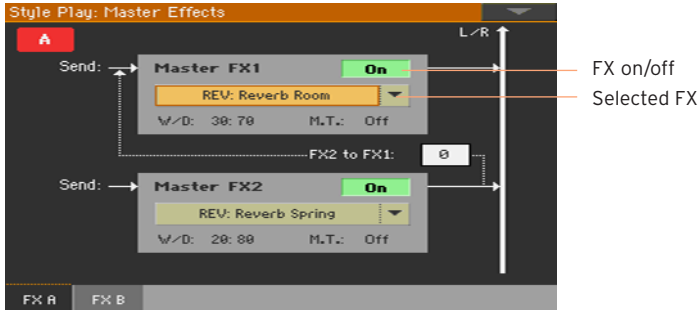 Style Play: Master Effects
A
L/R
Send:
Master FX1
On
FX on/off
REV: Reverb Room
Selected FX
W/D: 30:70
M.T.: Off
FX2 to FX1:
0
Send:
Master FX2
On
REV: Reverb Spring
W/D: 20:80
M.T.: Off
FX A
FX B